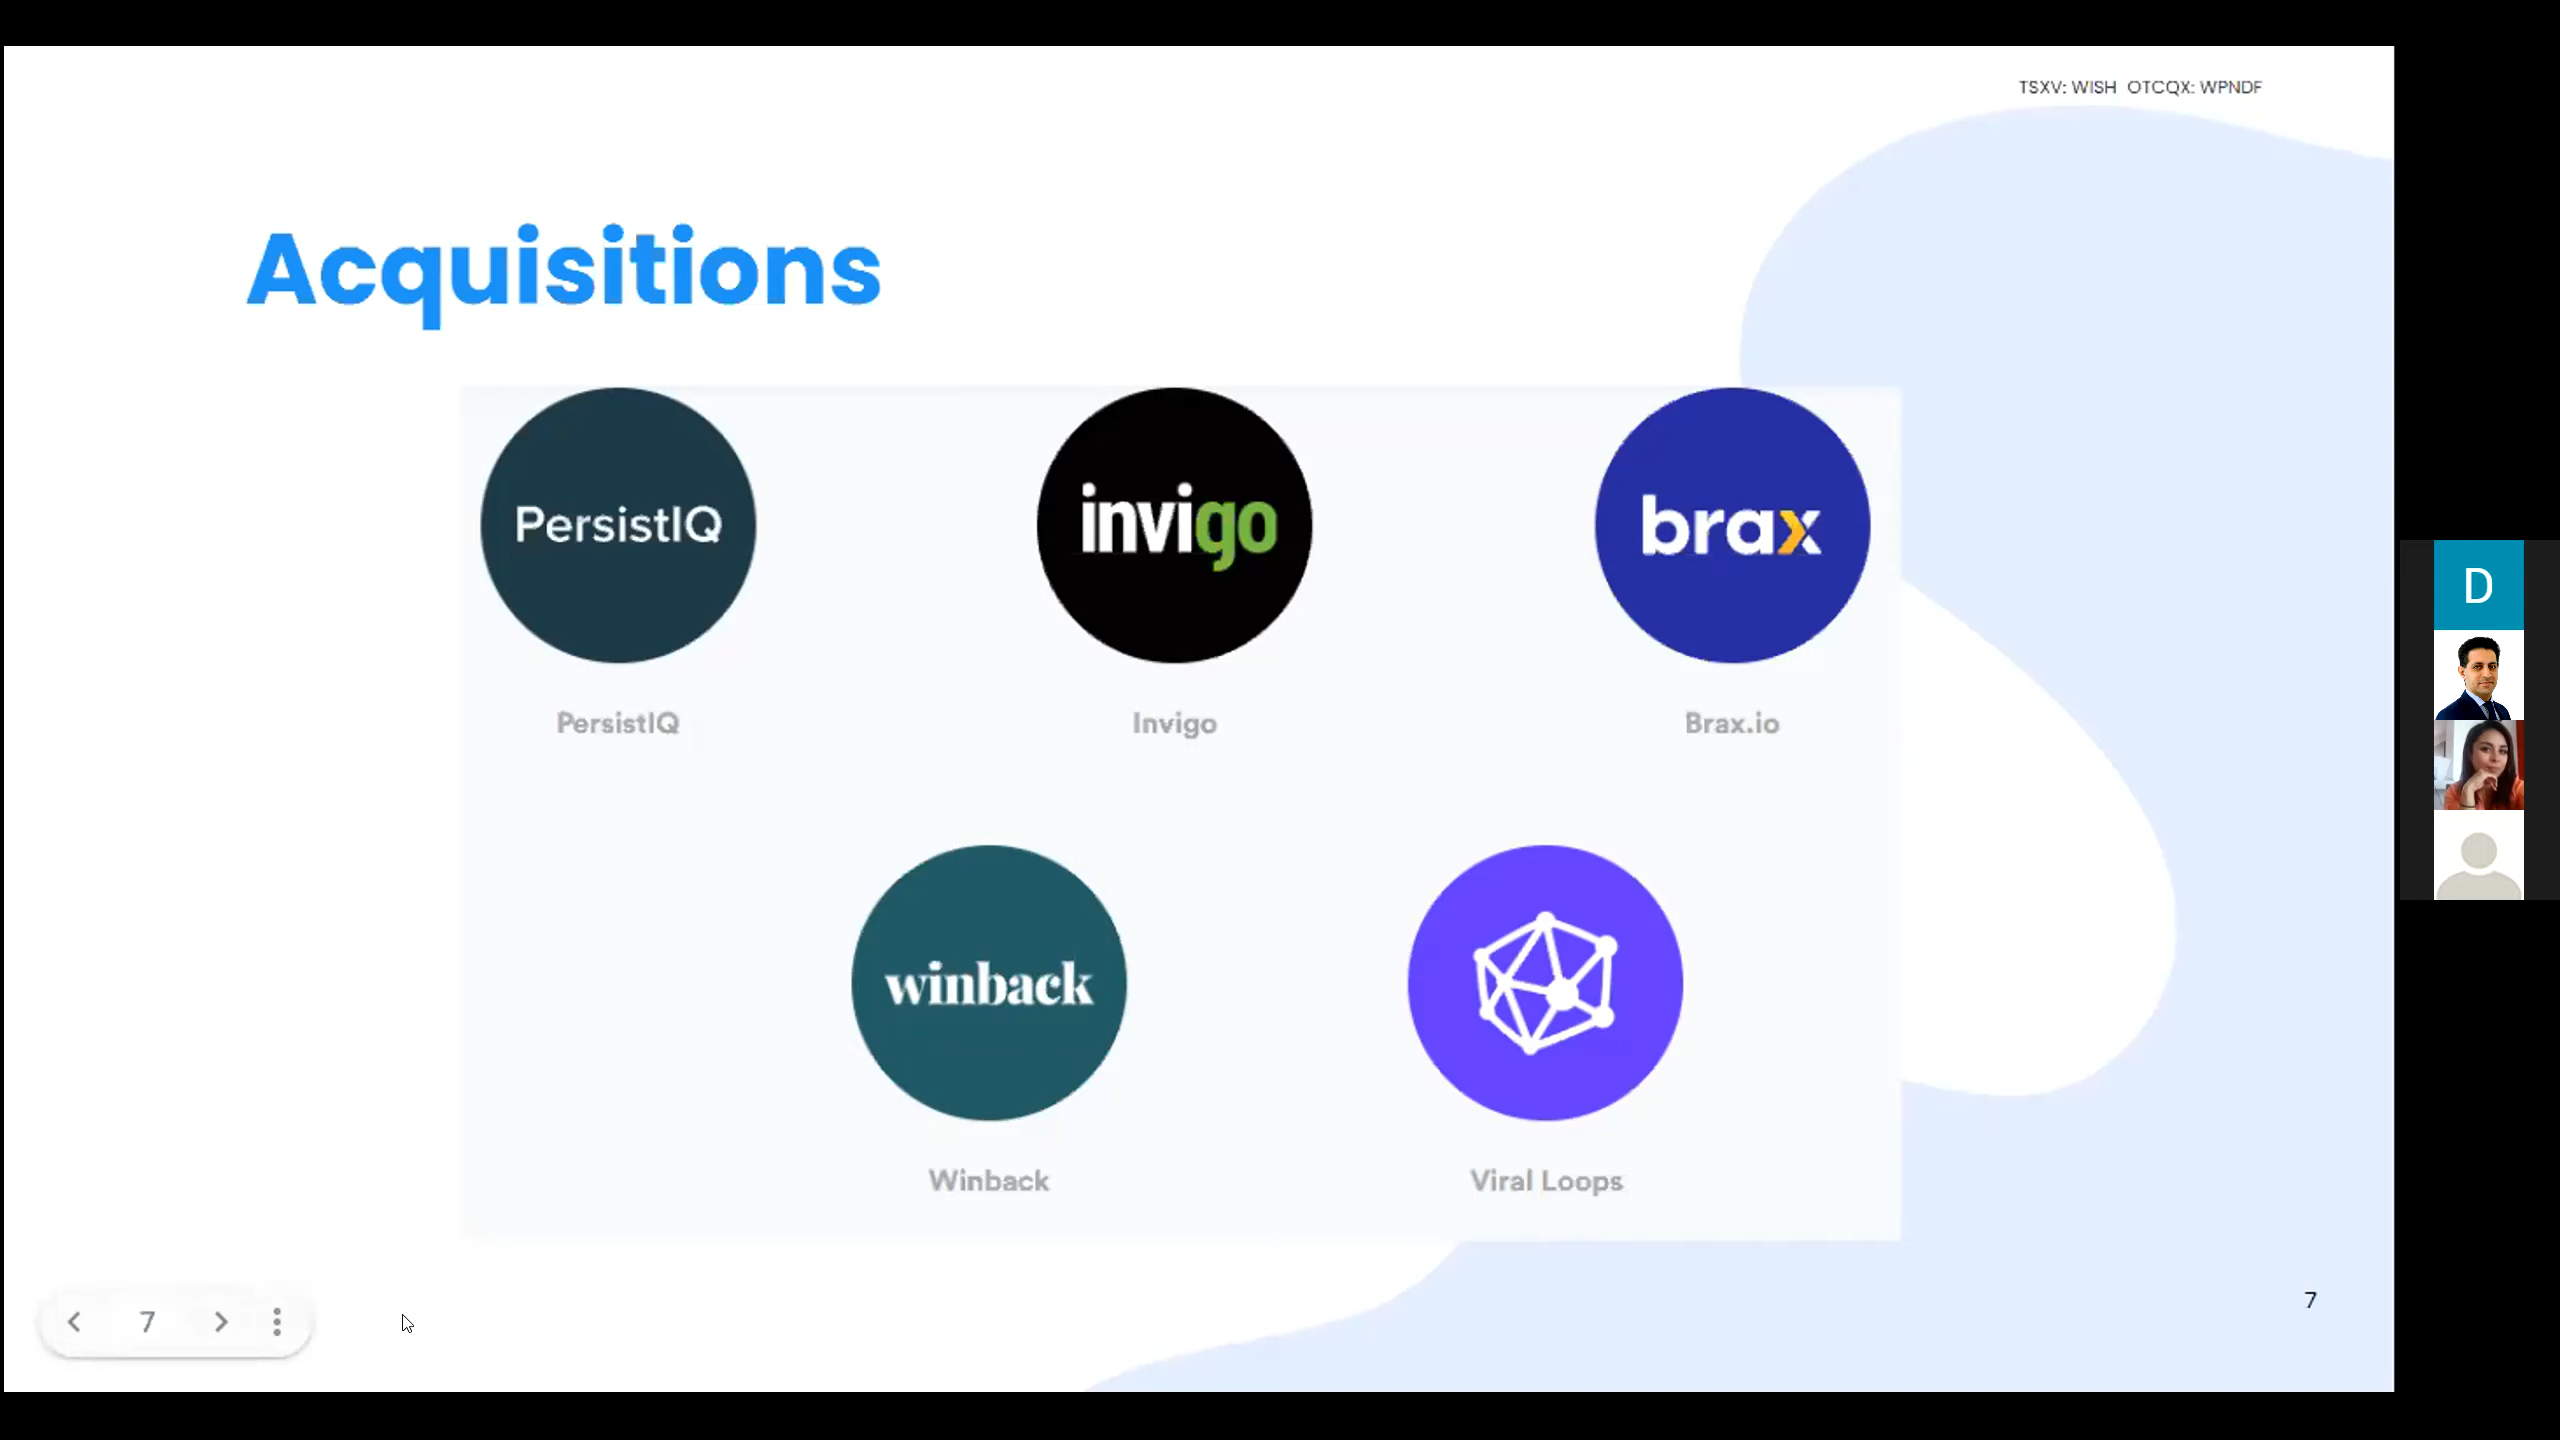 TSXV: WISH OTCQX: WPNDF
Acquisitions
PersistIQ
invigo
brax
PersistIQ
Invigo
Brax.io
D
winback
Winback
Viral Loops
7
7